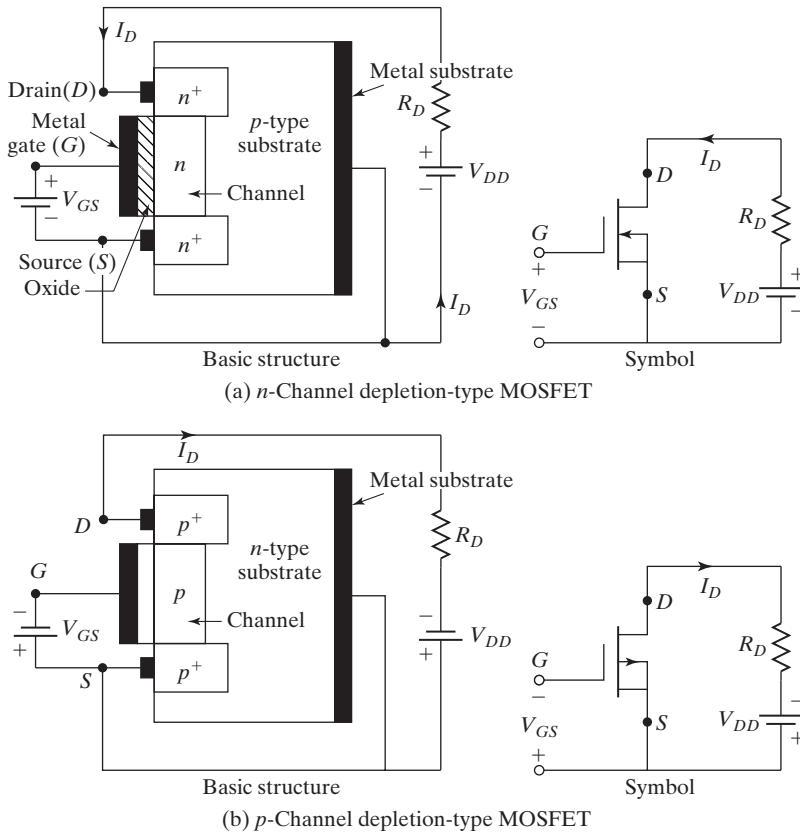 I_D
Drain(D)
n+
Metal substrate
R_D
Metal
gate (G)
p-type
substrate
n
+
V_GS
−
Channel
+
−
V_DD
n+
Source (S)
Oxide
I_D
Basic structure
I_D
D
R_D
G
+
V_GS
−
S
V_DD
+
−
Symbol
(a) n-Channel depletion-type MOSFET
I_D
Metal substrate
D
p+
R_D
n-type
substrate
G
p
−
V_GS
+
Channel
−
+
V_DD
S
p+
Basic structure
I_D
D
R_D
G
−
V_GS
+
S
V_DD
−
+
Symbol
(b) p-Channel depletion-type MOSFET